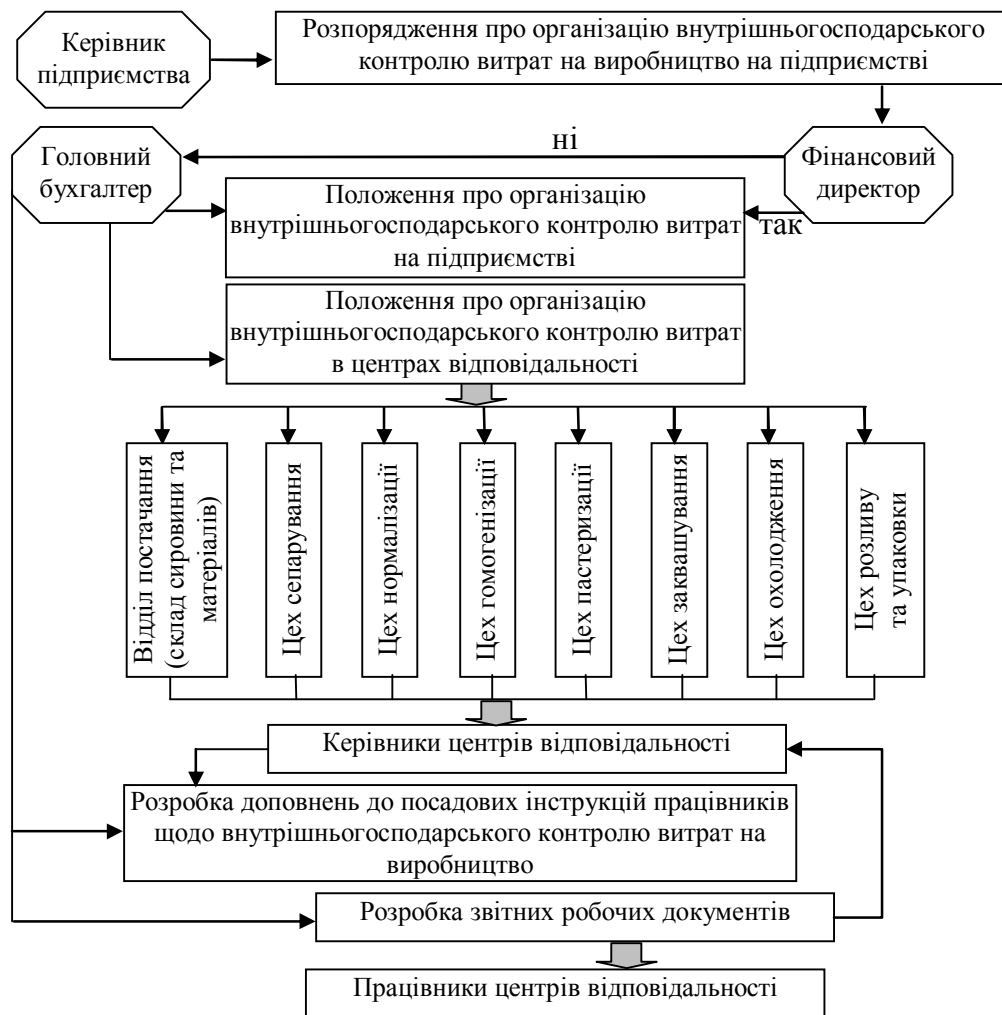 Керівник
підприємства
Розпорядження про організацію внутрішньогосподарського
контролю витрат на виробництво на підприємстві
Головний
бухгалтер
ні
Фінансовий
директор
Положення про організацію
внутрішньогосподарського контролю витрат
на підприємстві
так
Положення про організацію
внутрішньогосподарського контролю витрат
в центрах відповідальності
Відділ постачання
(склад сировини та
матеріалів)
Цех сепарування
Цех нормалізації
Цех гомогенізації
Цех пастеризації
Цех заквашування
Цех охолодження
Цех розливу
та упаковки
Керівники центрів відповідальності
Розробка доповнень до посадових інструкцій працівників
щодо внутрішньогосподарського контролю витрат на
виробництво
Розробка звітних робочих документів
Працівники центрів відповідальності